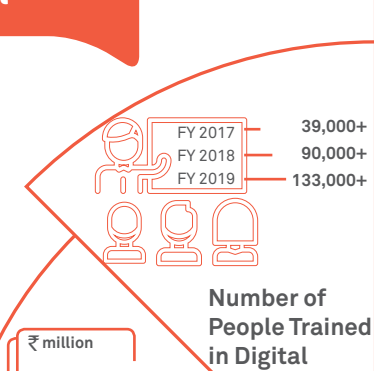 FY 2017 39,000+
FY 2018 90,000+
FY 2019 133,000+
Number of
People Trained
in Digital
₹ million